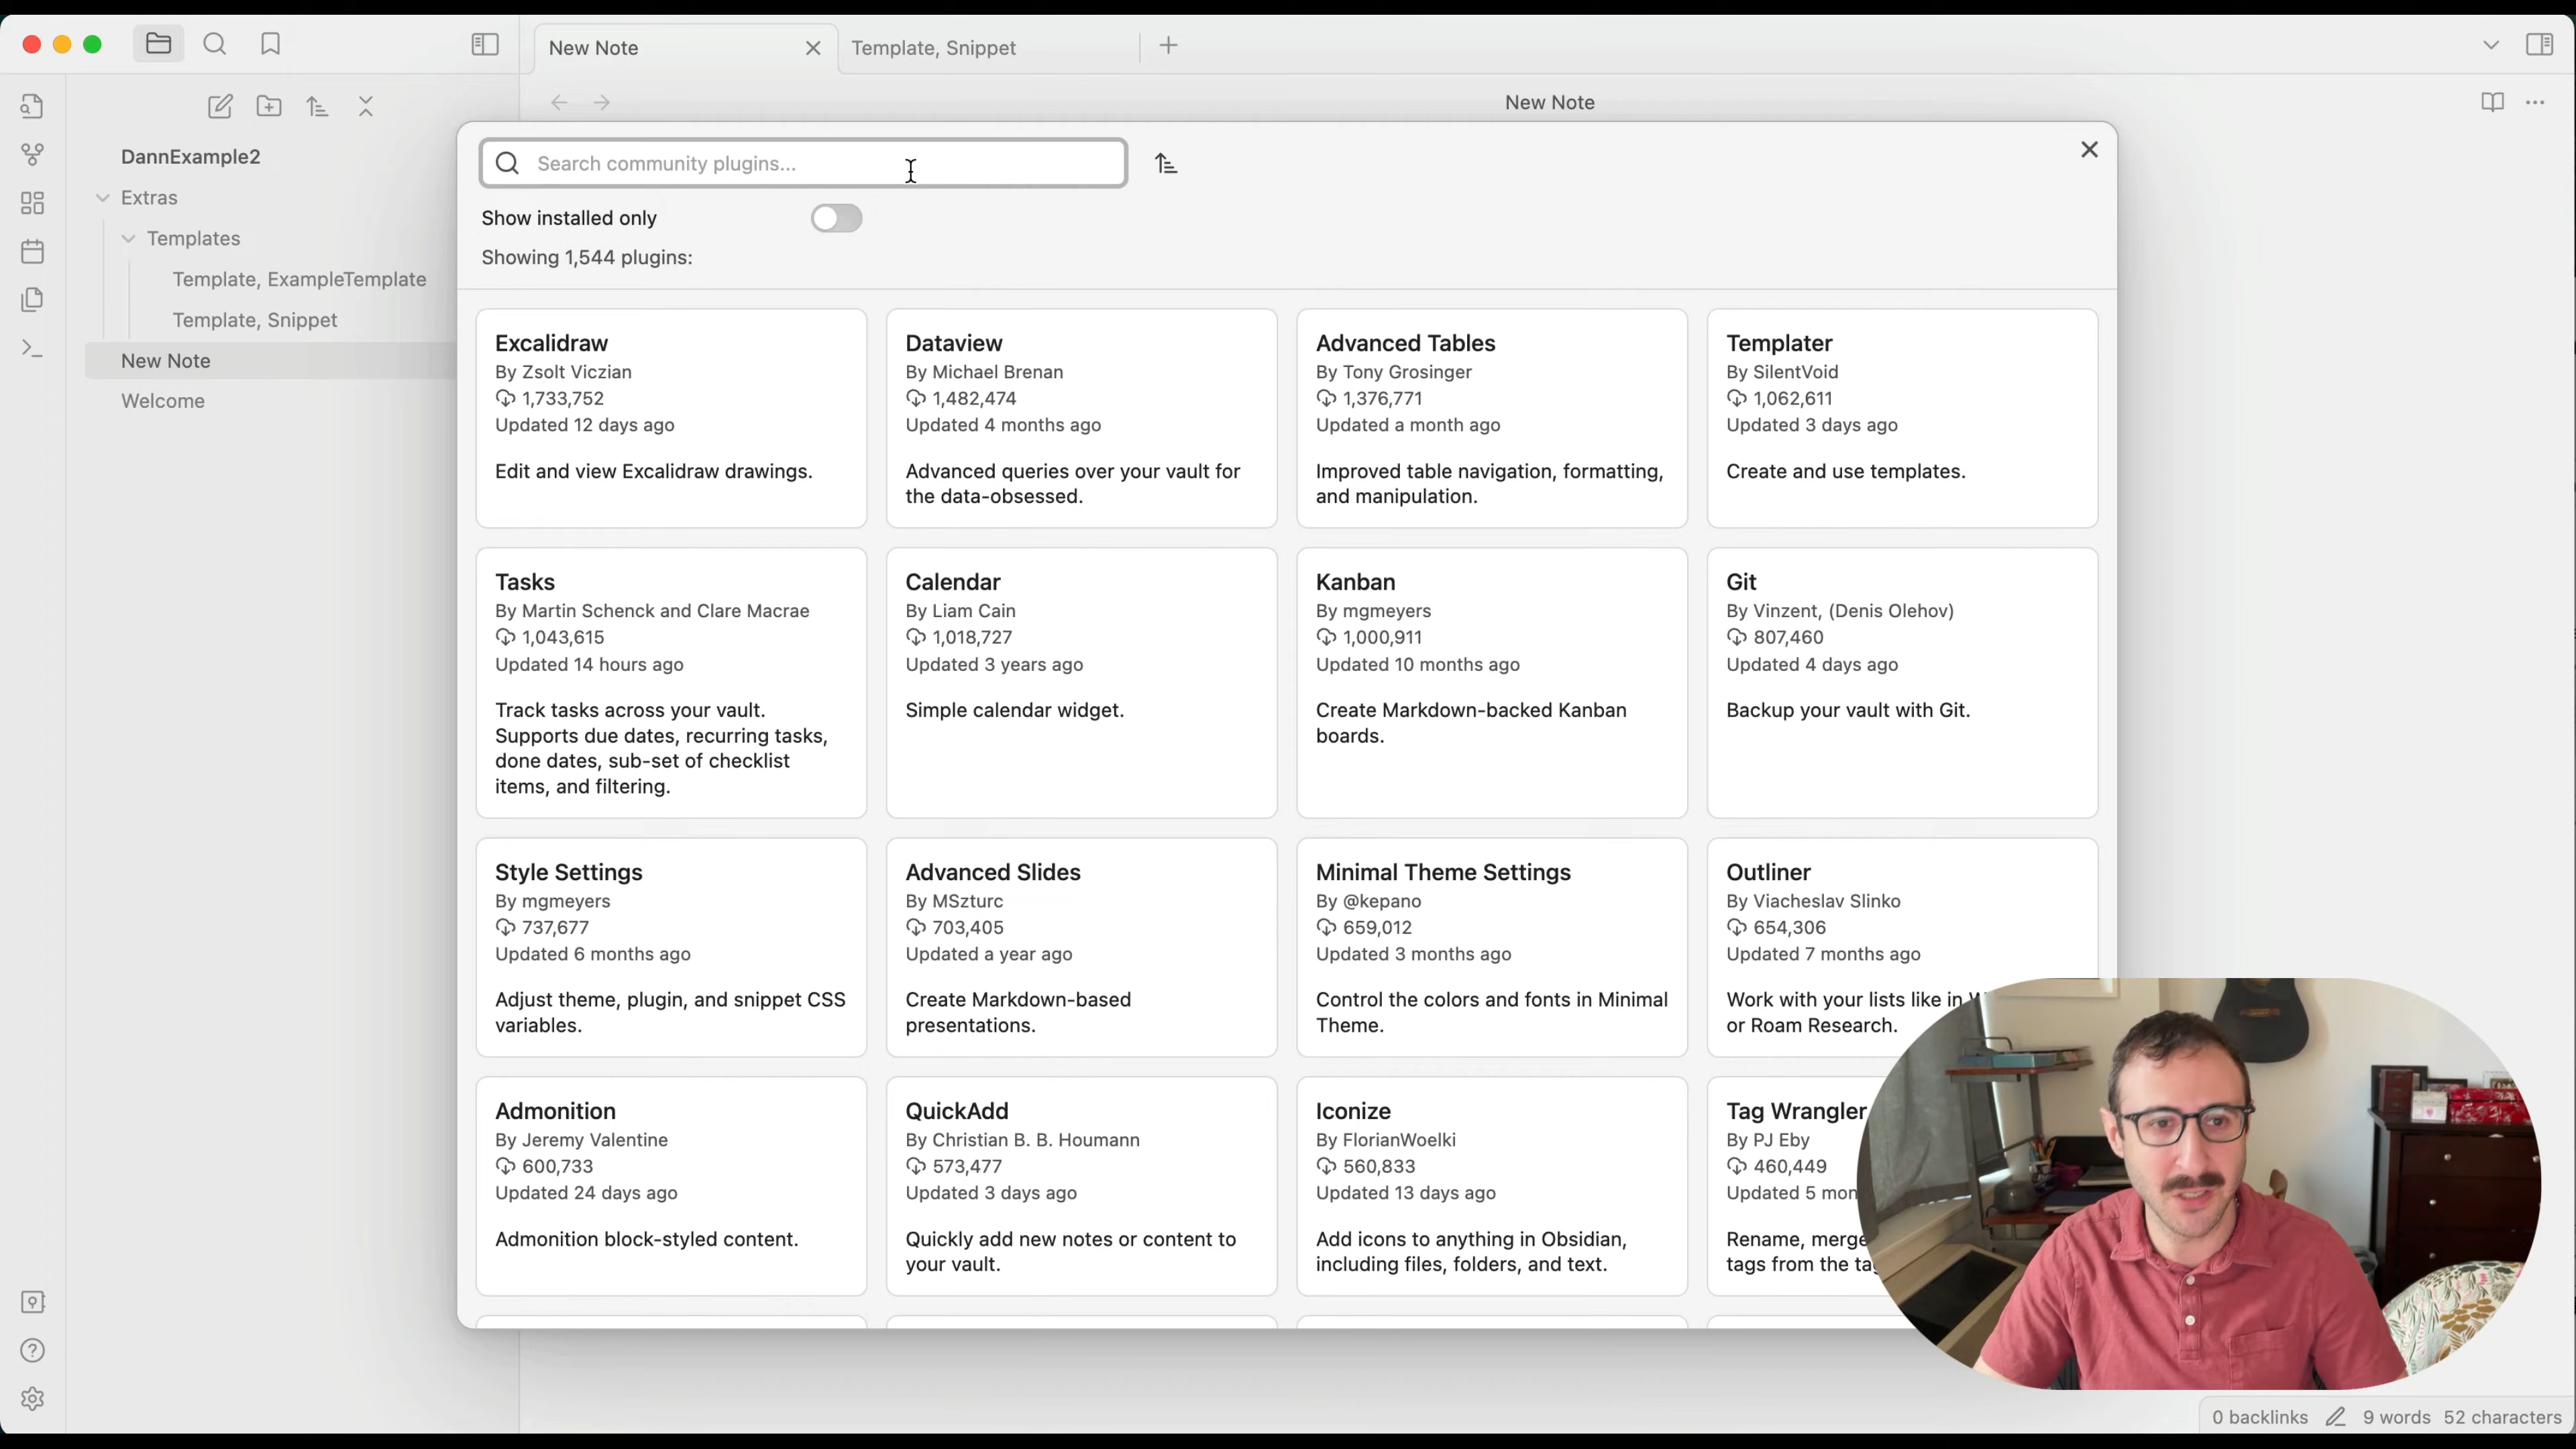 New Note
Template, Snippet
New Note
DannExample2
Extras
Templates
Template, ExampleTemplate
Template, Snippet
New Note
Welcome
Search community plugins...
Show installed only
Showing 1,544 plugins:
Excalidraw
By Zsolt Viczian
1,733,752
Updated 12 days ago
Edit and view Excalidraw drawings.
Dataview
By Michael Brenan
1,482,474
Updated 4 months ago
Advanced queries over your vault for
the data-obsessed.
Advanced Tables
By Tony Grosinger
1,376,771
Updated a month ago
Improved table navigation, formatting,
and manipulation.
Templater
By SilentVoid
1,062,611
Updated 3 days ago
Create and use templates.
Tasks
By Martin Schenck and Clare Macrae
1,043,615
Updated 14 hours ago
Track tasks across your vault.
Supports due dates, recurring tasks,
done dates, sub-set of checklist
items, and filtering.
Calendar
By Liam Cain
1,018,727
Updated 3 years ago
Simple calendar widget.
Kanban
By mgmeyers
1,000,911
Updated 10 months ago
Create Markdown-backed Kanban
boards.
Git
By Vinzent, (Denis Olehov)
807,460
Updated 4 days ago
Backup your vault with Git.
Style Settings
By mgmeyers
737,677
Updated 6 months ago
Adjust theme, plugin, and snippet CSS
variables.
Advanced Slides
By MSzturc
703,405
Updated a year ago
Create Markdown-based
presentations.
Minimal Theme Settings
By @kepano
659,012
Updated 3 months ago
Control the colors and fonts in Minimal
Theme.
Outliner
By Viacheslav Slinko
654,306
Updated 7 months ago
Work with your lists like in
or Roam Research.
Admonition
By Jeremy Valentine
600,733
Updated 24 days ago
Admonition block-styled content.
QuickAdd
By Christian B. B. Houmann
573,477
Updated 3 days ago
Quickly add new notes or content to
your vault.
Iconize
By FlorianWoelki
560,833
Updated 13 days ago
Add icons to anything in Obsidian,
including files, folders, and text.
Tag Wrangler
By PJ Eby
460,449
Updated 5
Rename, merge
tags from the
0 backlinks
9 words
52 characters